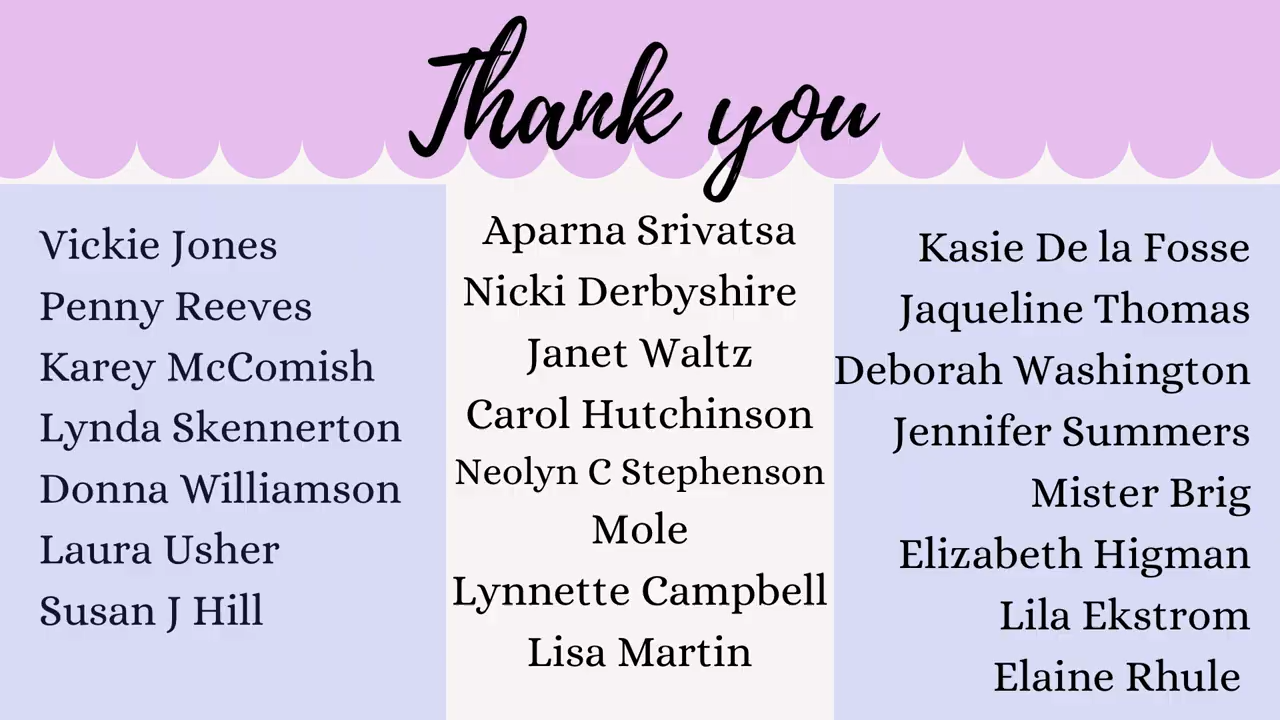 Thank you
Vickie Jones
Penny Reeves
Karey McComish
Lynda Skennerton
Donna Williamson
Laura Usher
Susan J Hill
Aparna Srivatsa
Nicki Derbyshire
Janet Waltz
Carol Hutchinson
Neolyn C Stephenson
Mole
Lynnette Campbell
Lisa Martin
Kasie De la Fosse
Jaqueline Thomas
Deborah Washington
Jennifer Summers
Mister Brig
Elizabeth Higman
Lila Ekstrom
Elaine Rhule